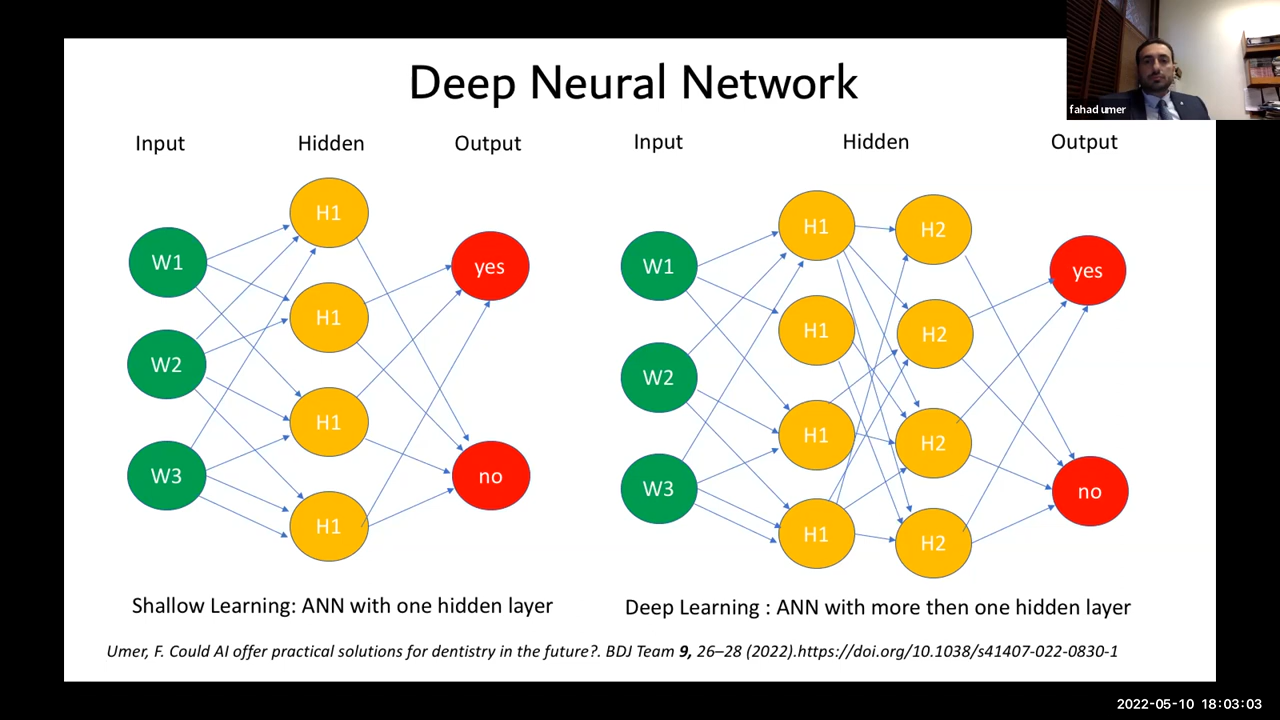 Deep Neural Network
fahad umer
Input Hidden Output
W1
W2
W3
H1
H1
H1
H1
yes
no
Shallow Learning: ANN with one hidden layer
Input Hidden Output
W1
W2
W3
H1
H1
H1
H1
H2
H2
H2
H2
yes
no
Deep Learning : ANN with more then one hidden layer
Umer, F. Could AI offer practical solutions for dentistry in the future?. BDJ Team 9, 26–28 (2022).https://doi.org/10.1038/s41407-022-0830-1
2022-05-10 18:03:03